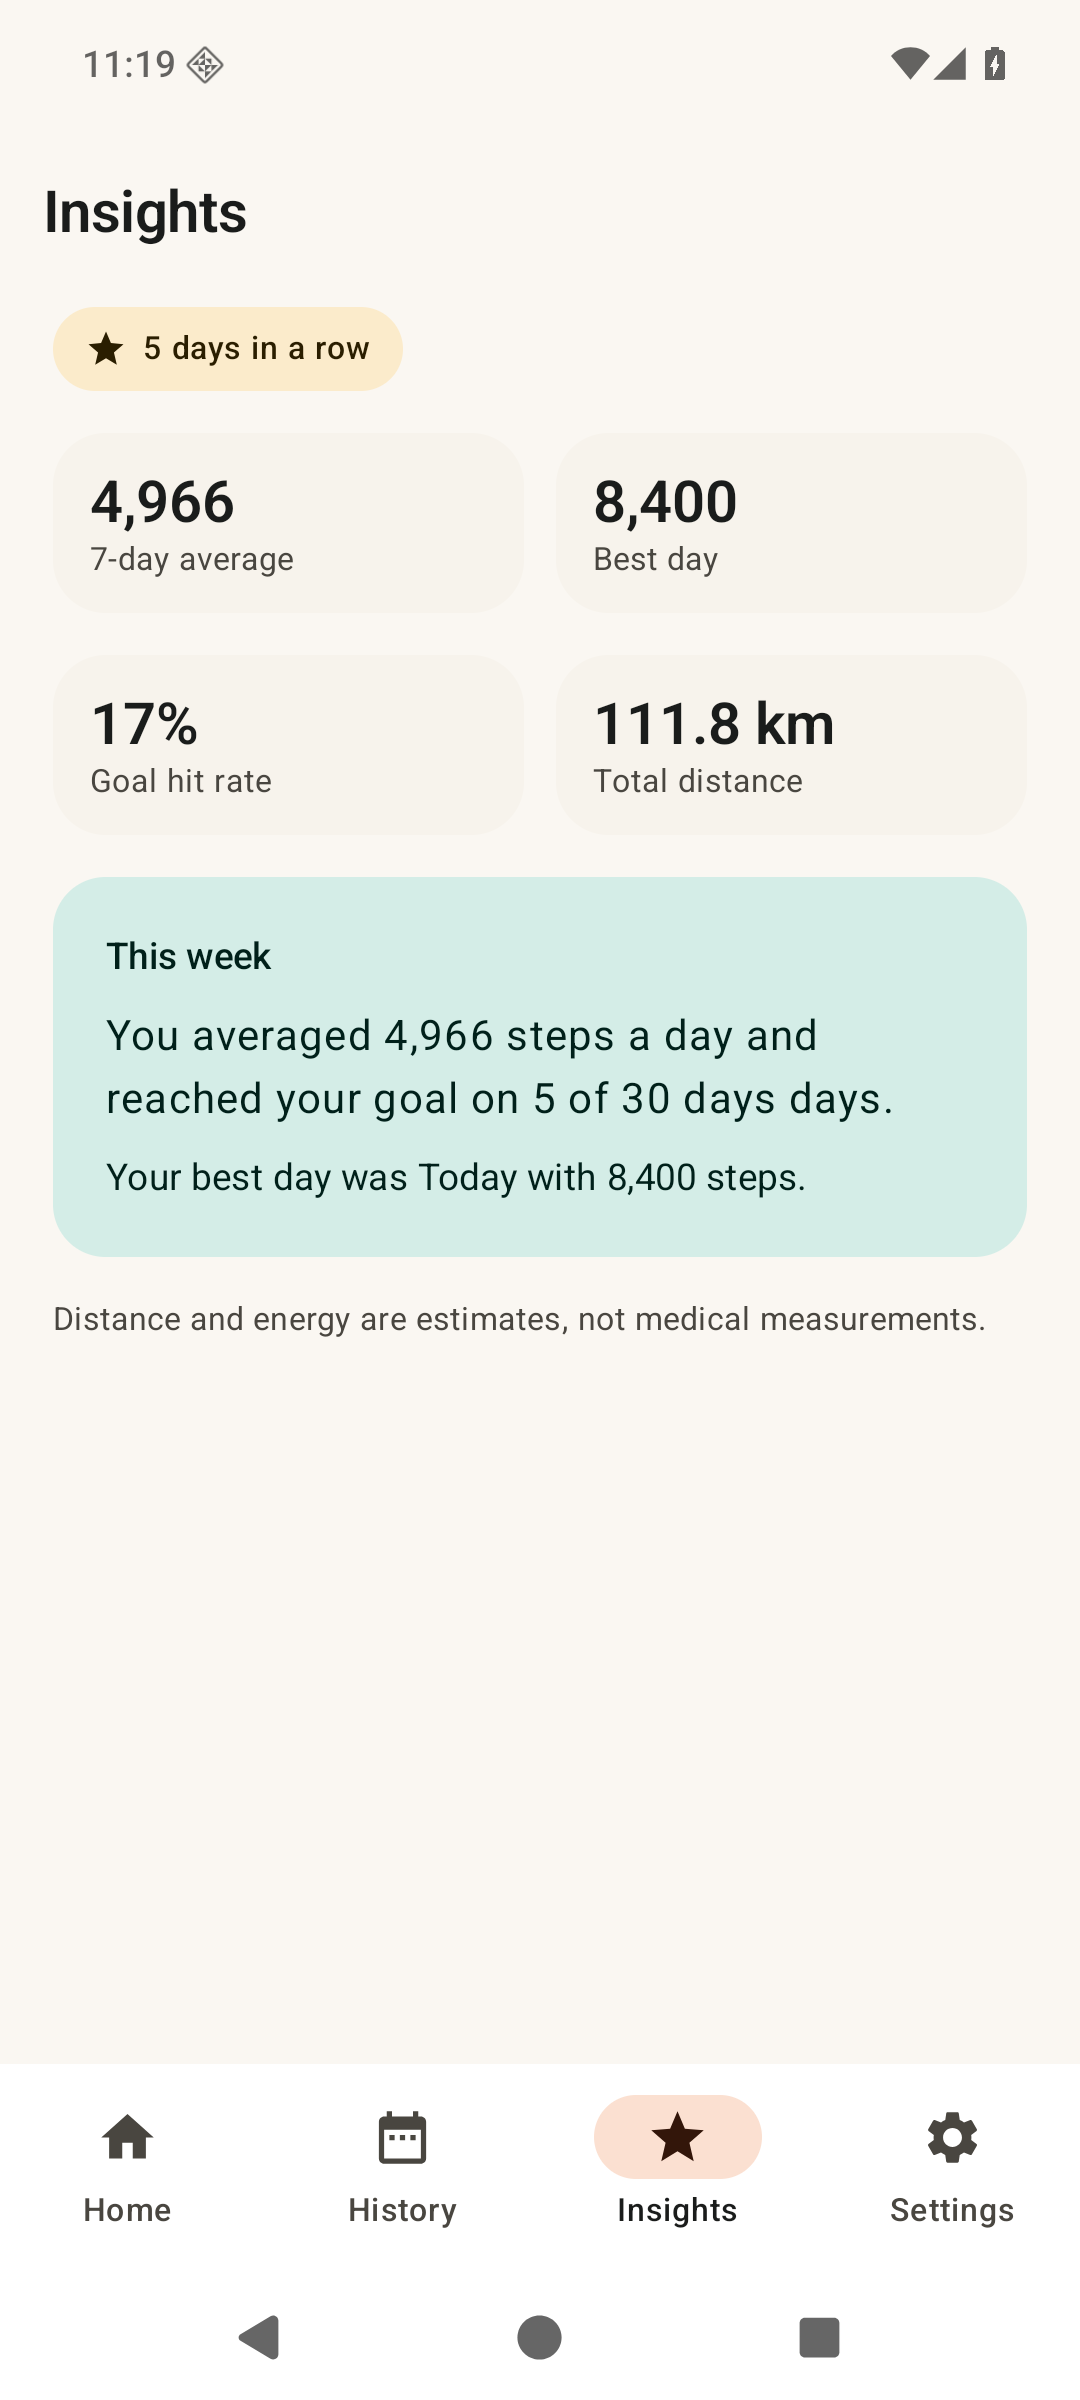 11:19
Insights
5 days in a row
4,966
7-day average
8,400
Best day
17%
Goal hit rate
111.8 km
Total distance
This week
You averaged 4,966 steps a day and
reached your goal on 5 of 30 days days.
Your best day was Today with 8,400 steps.
Distance and energy are estimates, not medical measurements.
Home
History
Insights
Settings